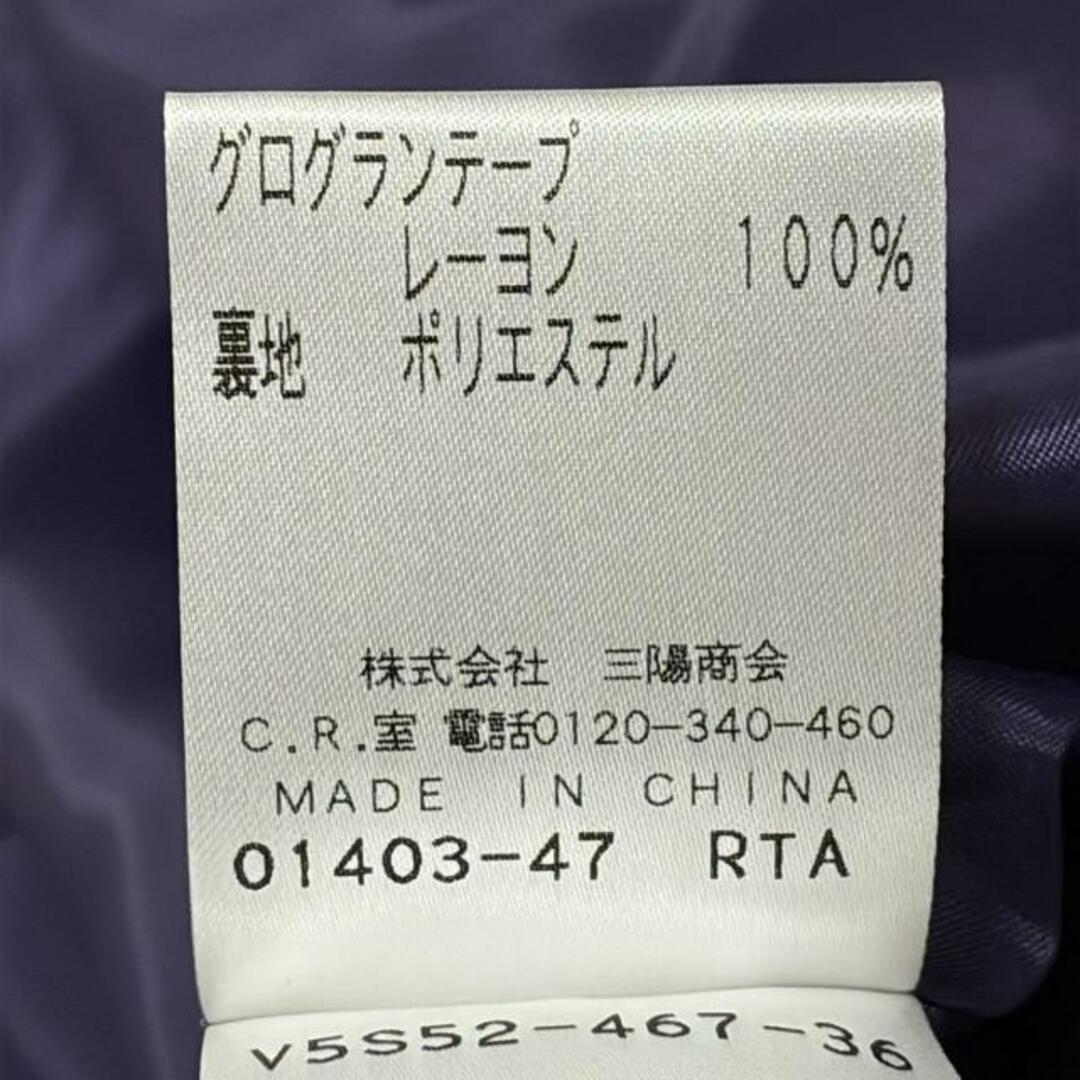 グログランテープ
レーヨン 100%
裏地 ポリエステル
株式会社 三陽商会
C.R.室 電話0120-340-460
MADE IN CHINA
01403-47 RTA
V5S52-467-36